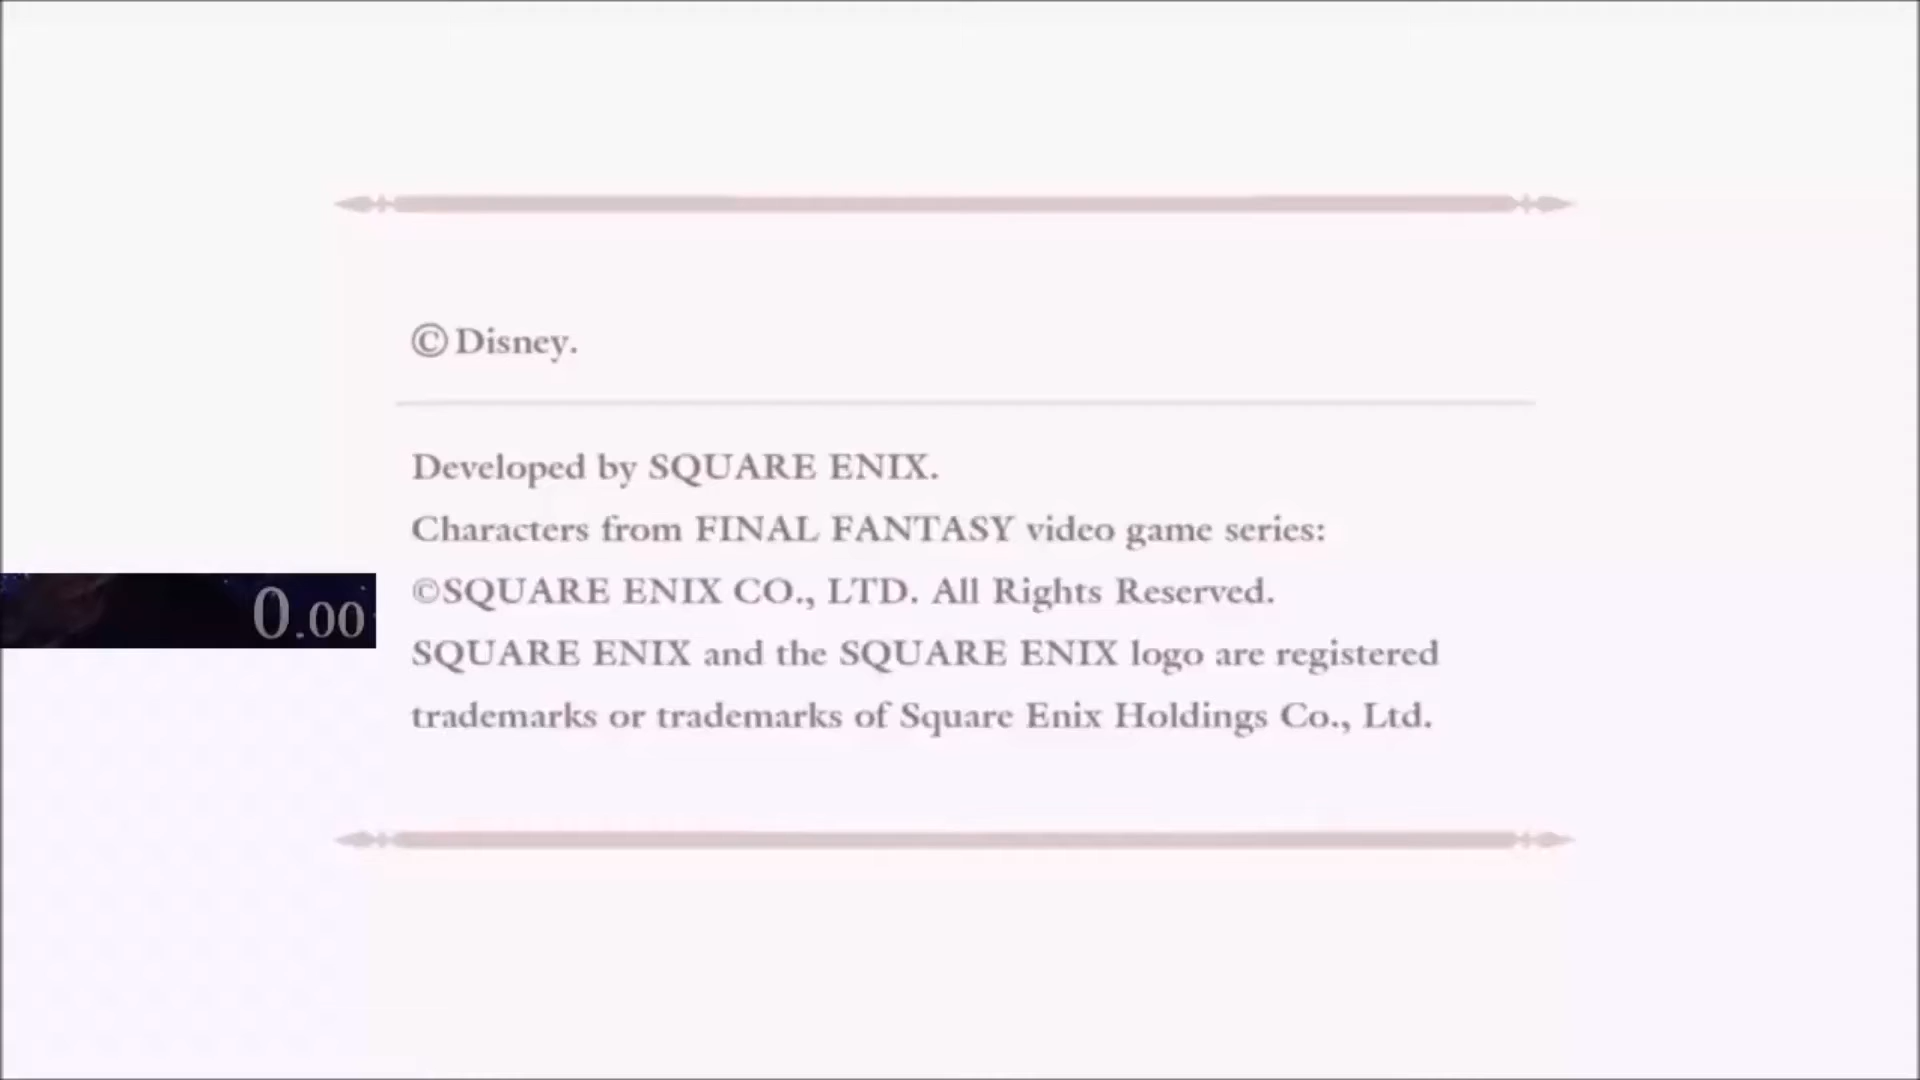 © Disney.
Developed by SQUARE ENIX.
Characters from FINAL FANTASY video game series:
©SQUARE ENIX CO., LTD. All Rights Reserved.
0.00
SQUARE ENIX and the SQUARE ENIX logo are registered
trademarks or trademarks of Square Enix Holdings Co., Ltd.